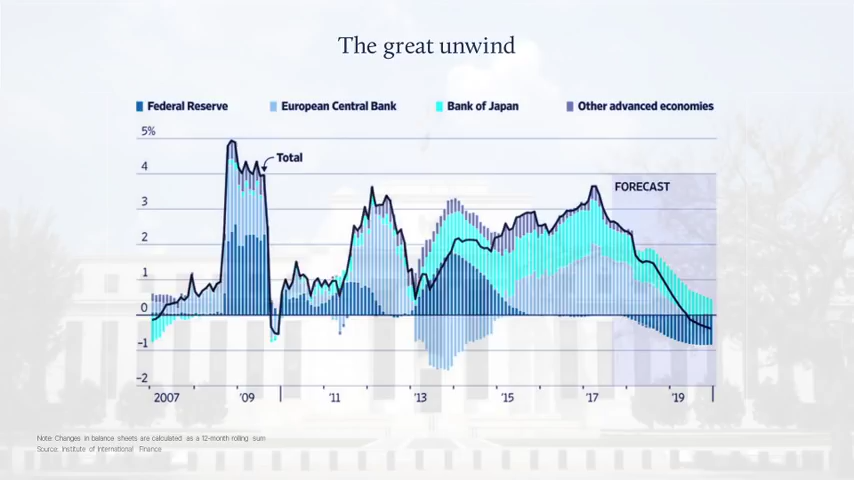 The great unwind
Federal Reserve
European Central Bank
Bank of Japan
Other advanced economies
5%
Total
4
FORECAST
3
2
1
0
-1
-2
2007
'09
'11
'13
'15
'17
'19
Note: Changes in balance sheets are calculated as a 12-month rolling sum
Source: Institute of International Finance